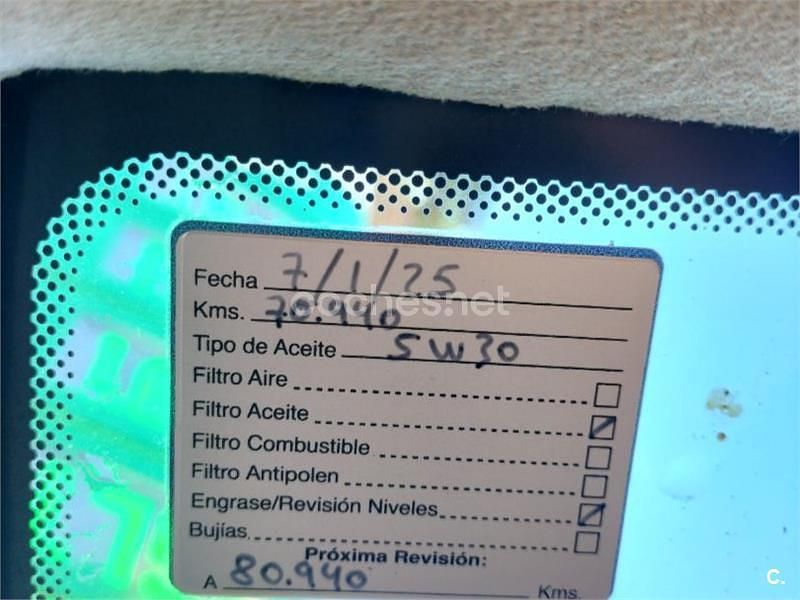 Fecha 7/1/25
coches.net
Kms. 70.940
Tipo de Aceite 5W30
Filtro Aire
Filtro Aceite
Filtro Combustible
Filtro Antipolen
Engrase/Revisión Niveles
Bujías
Próxima Revisión:
A 80.940 Kms.
C.